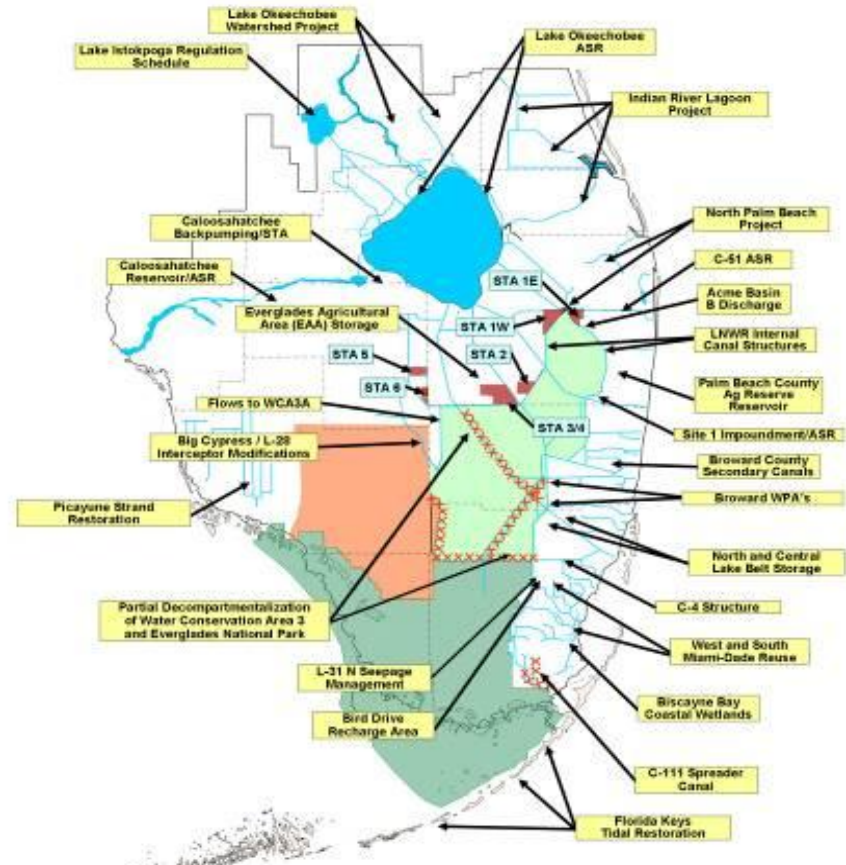 Lake Okeechobee
Watershed Project
Lake Okeechobee
ASR
Lake Istokpoga Regulation
Schedule
Indian River Lagoon
Project
North Palm Beach
Project
Caloosahatchee
Backpumping/STA
C-51 ASR
Caloosahatchee
Reservoir/ASR
STA 1E
Acme Basin
B Discharge
Everglades Agricultural
Area (EAA) Storage
STA 1W
LNWR Internal
Canal Structures
STA 5
STA 2
STA 6
Palm Beach County
Ag Reserve
Reservoir
Flows to WCA3A
STA 3/4
Site 1 Impoundment/ASR
Big Cypress / L-28
Interceptor Modifications
Broward County
Secondary Canals
Broward WPA's
Picayune Strand
Restoration
North and Central
Lake Belt Storage
Partial Decompartmentalization
of Water Conservation Area 3
and Everglades National Park
C-4 Structure
West and South
Miami-Dade Reuse
L-31 N Seepage
Management
Biscayne Bay
Coastal Wetlands
Bird Drive
Recharge Area
C-111 Spreader
Canal
Florida Keys
Tidal Restoration